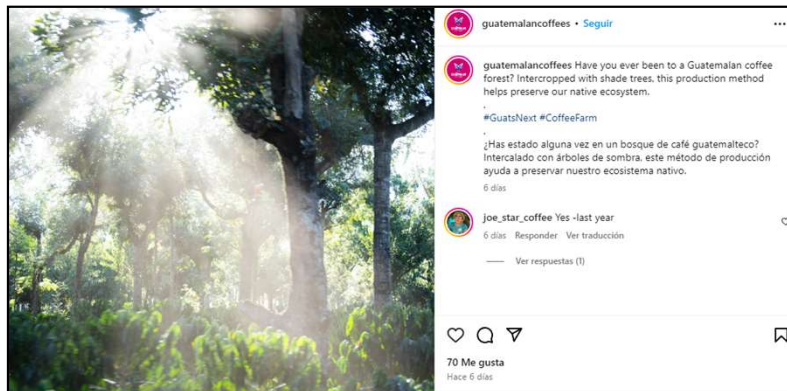 guatemalancoffees • Seguir
guatemalancoffees Have you ever been to a Guatemalan coffee
forest? Intercropped with shade trees, this production method
helps preserve our native ecosystem.
.
#GuatsNext #CoffeeFarm
.
¿Has estado alguna vez en un bosque de café guatemalteco?
Intercalado con árboles de sombra, este método de producción
ayuda a preservar nuestro ecosistema nativo.
6 días
joe_star_coffee Yes -last year
6 días Responder Ver traducción
Ver respuestas (1)
70 Me gusta
Hace 6 días